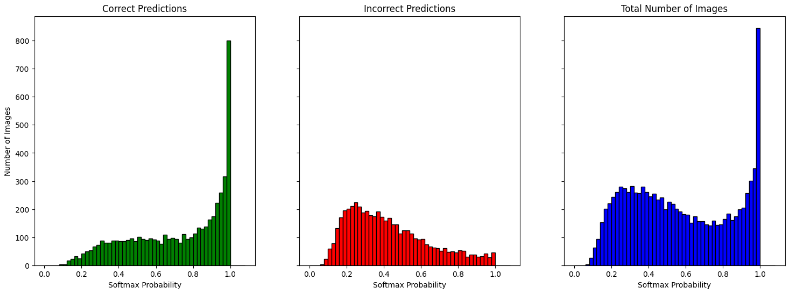 Correct Predictions
Incorrect Predictions
Total Number of Images
Number of Images
800
700
600
500
400
300
200
100
0
0.0 0.2 0.4 0.6 0.8 1.0
0.0 0.2 0.4 0.6 0.8 1.0
0.0 0.2 0.4 0.6 0.8 1.0
Softmax Probability
Softmax Probability
Softmax Probability